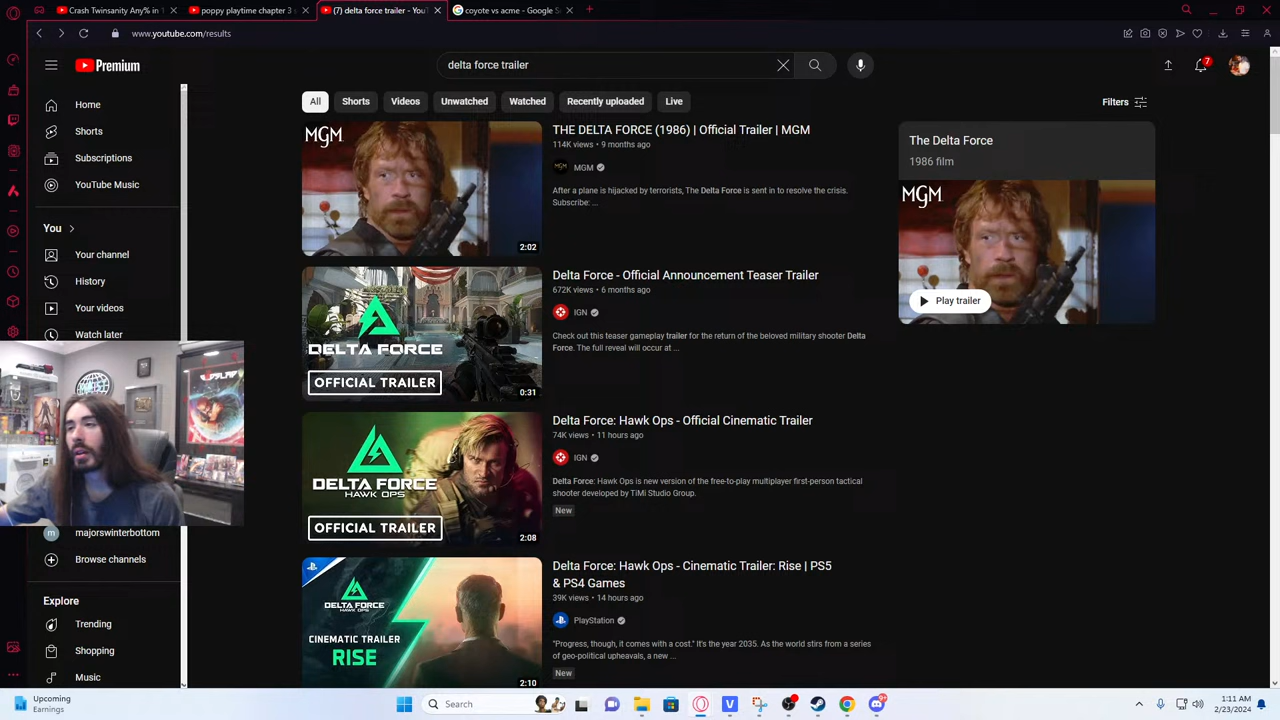 Crash Twinsanity Any% in 1
poppy playtime chapter 3 s
(7) delta force trailer - You
coyote vs acme - Google S
www.youtube.com/results
Premium
delta force trailer
7
Home
Shorts
Subscriptions
YouTube Music
You
Your channel
History
Your videos
Watch later
majorswinterbottom
Browse channels
Explore
Trending
Shopping
Music
All
Shorts
Videos
Unwatched
Watched
Recently uploaded
Live
Filters
MGM
2:02
THE DELTA FORCE (1986) | Official Trailer | MGM
114K views • 9 months ago
MGM
After a plane is hijacked by terrorists, The Delta Force is sent in to resolve the crisis.
Subscribe: ...
DELTA FORCE
OFFICIAL TRAILER
0:31
Delta Force - Official Announcement Teaser Trailer
672K views • 6 months ago
IGN
Check out this teaser gameplay trailer for the return of the beloved military shooter Delta
Force. The full reveal will occur at ...
DELTA FORCE
HAWK OPS
OFFICIAL TRAILER
2:08
Delta Force: Hawk Ops - Official Cinematic Trailer
74K views • 11 hours ago
IGN
Delta Force: Hawk Ops is new version of the free-to-play multiplayer first-person tactical
shooter developed by TiMi Studio Group.
New
DELTA FORCE
HAWK OPS
CINEMATIC TRAILER
RISE
2:10
Delta Force: Hawk Ops - Cinematic Trailer: Rise | PS5
& PS4 Games
39K views • 14 hours ago
PlayStation
"Progress, though, it comes with a cost." It's the year 2035. As the world stirs from a series
of geo-political upheavals, a new ...
New
The Delta Force
1986 film
MGM
Play trailer
Upcoming
Earnings
Search
1:11 AM
2/23/2024